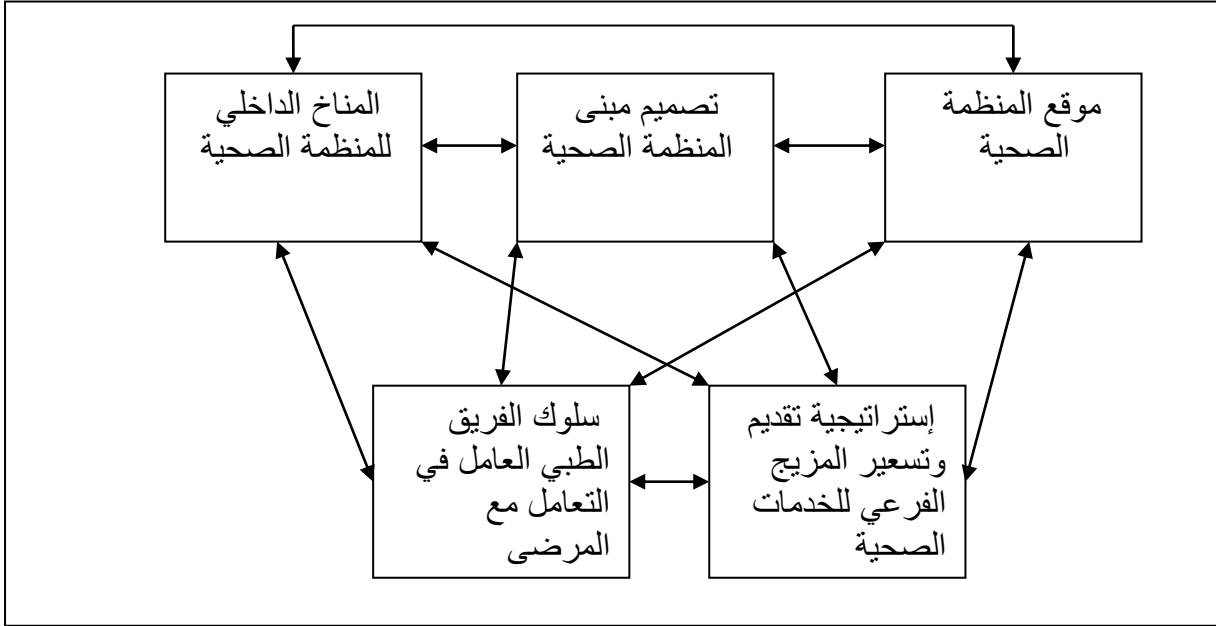 موقع المنظمة
الصحية
تصميم مبنى
المنظمة الصحية
المناخ الداخلي
للمنظمة الصحية
إستراتيجية تقديم
وتسعير المزيج
الفرعي للخدمات
الصحية
سلوك الفريق
الطبي العامل في
التعامل مع
المرضى